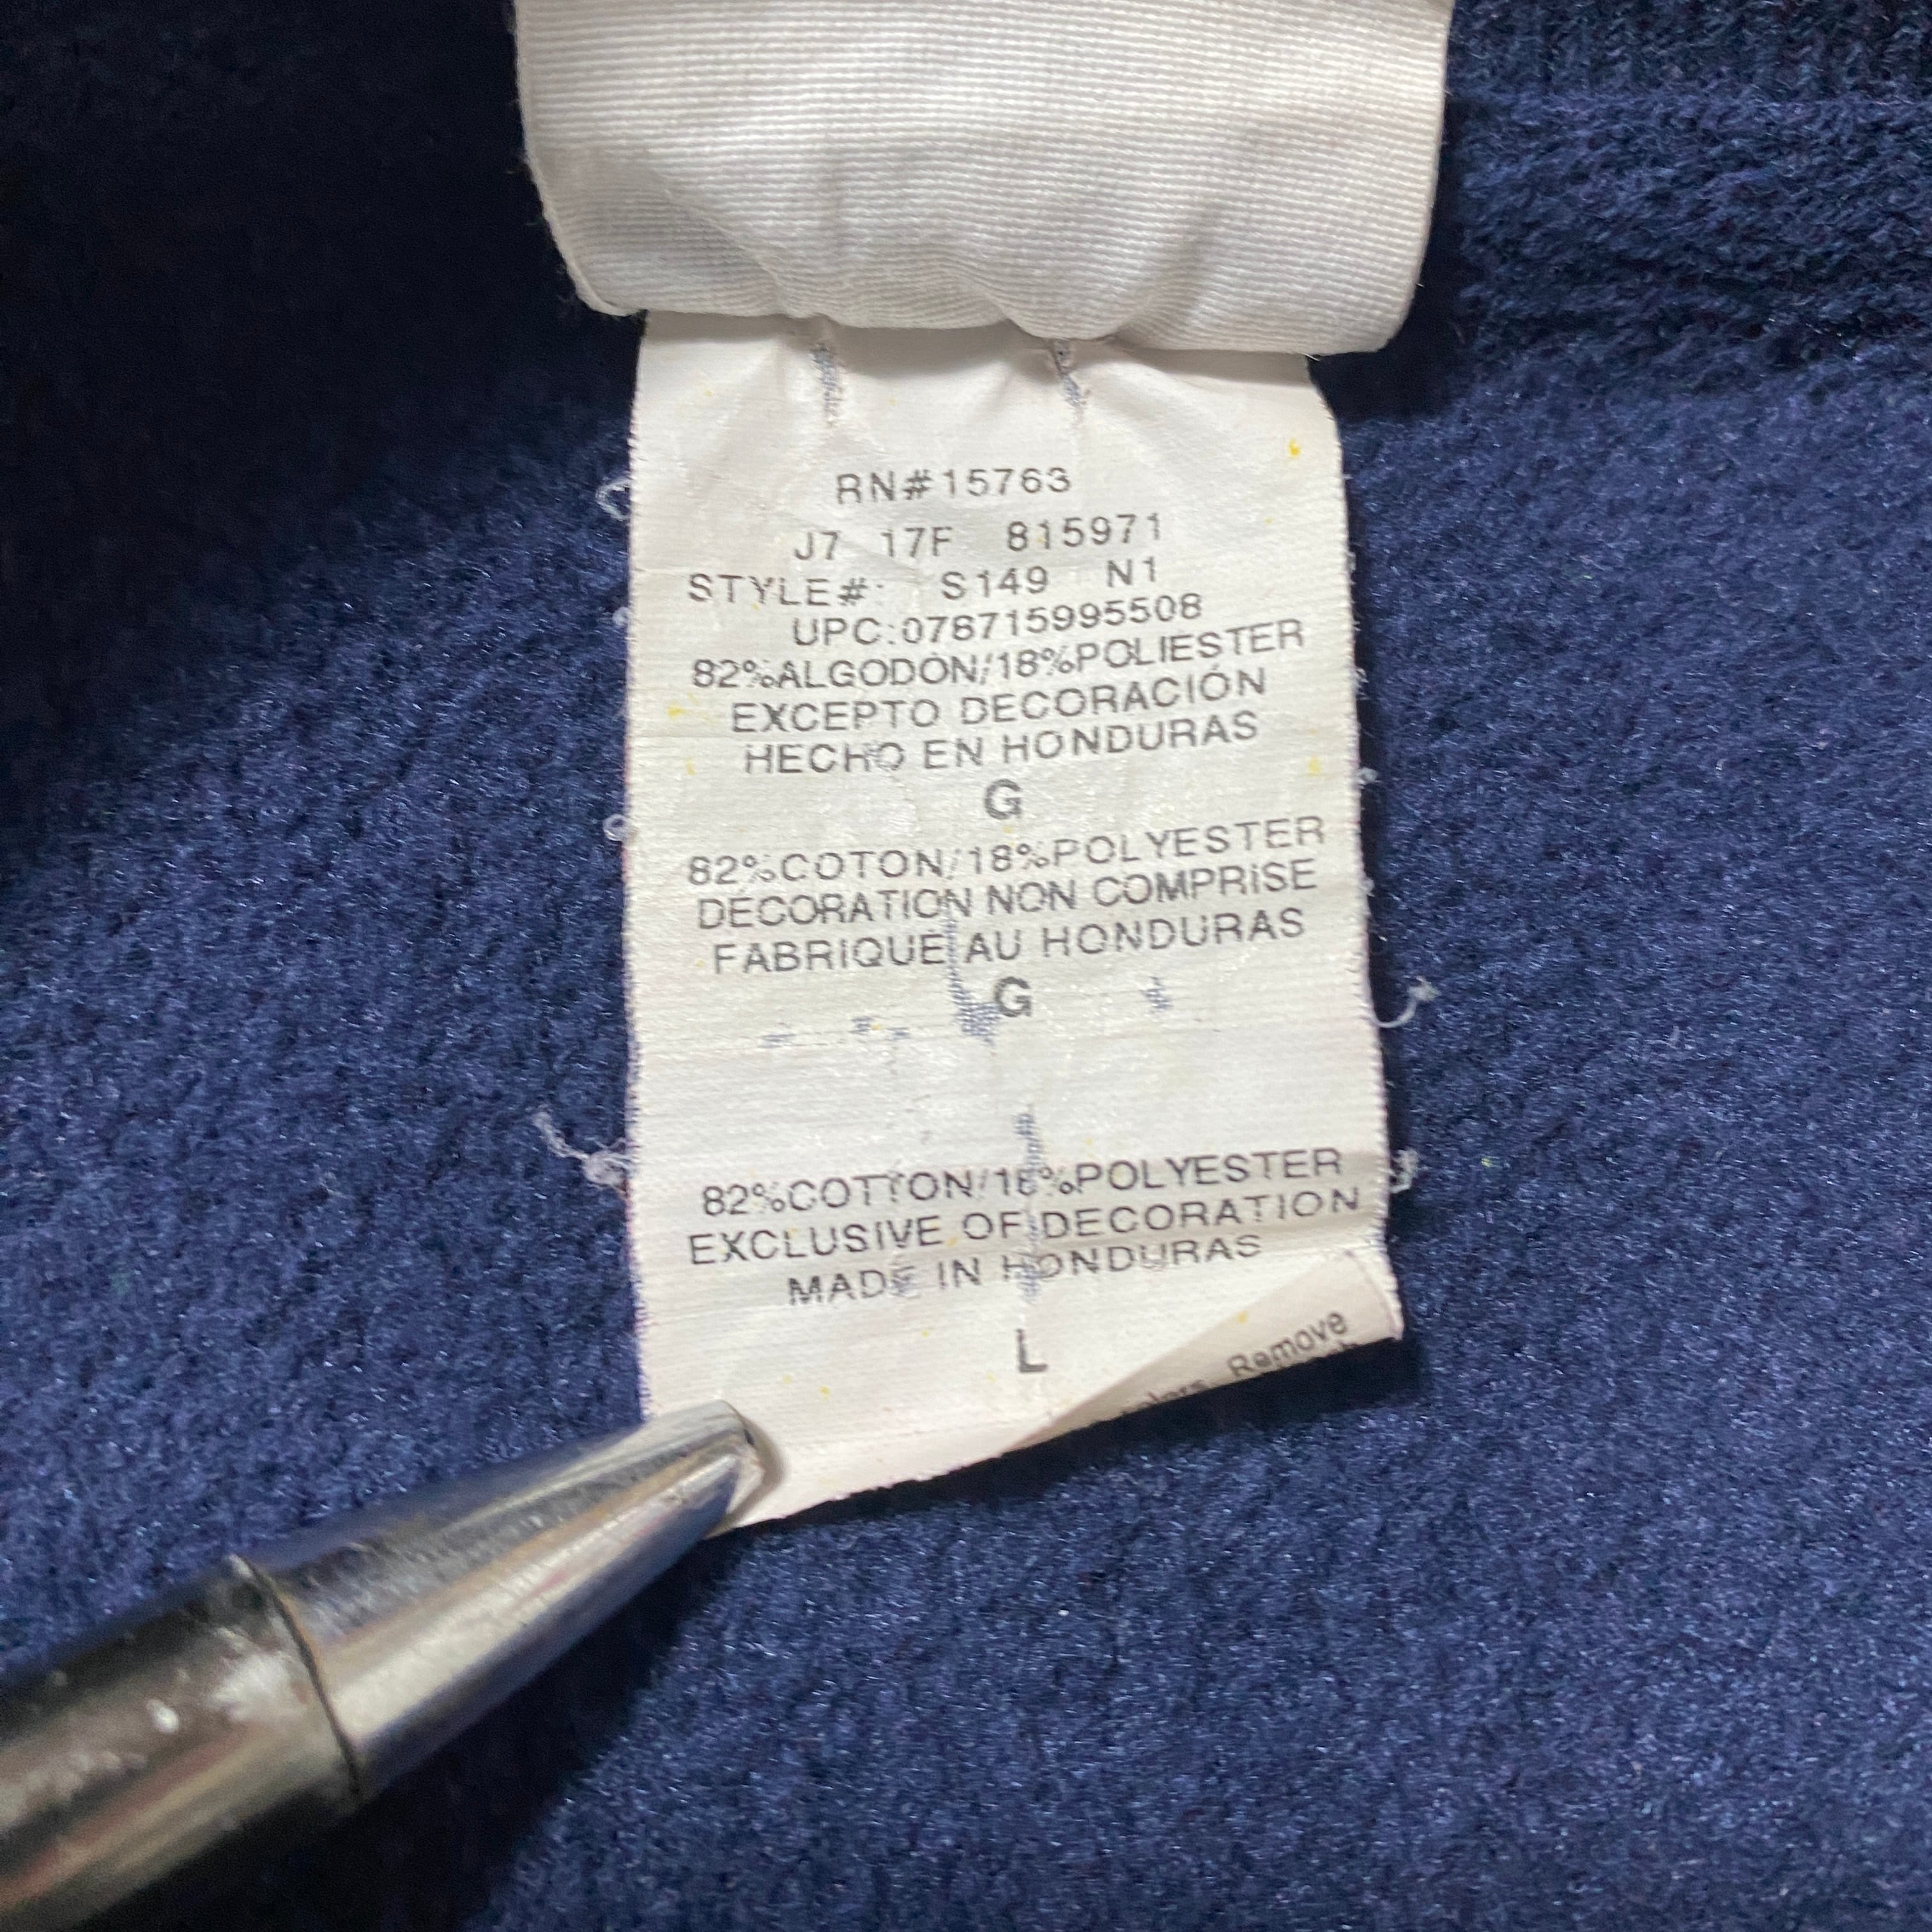 RN#15763
J7 17F 815971
STYLE#: S149 N1
UPC:078715995508
82%ALGODÓN/18%POLIESTER
EXCEPTO DECORACIÓN
HECHO EN HONDURAS
G
82%COTON/18%POLYESTER
DÉCORATION NON COMPRISE
FABRIQUE AU HONDURAS
G
82%COTTON/18%POLYESTER
EXCLUSIVE OF DECORATION
MADE IN HONDURAS
L
Remove